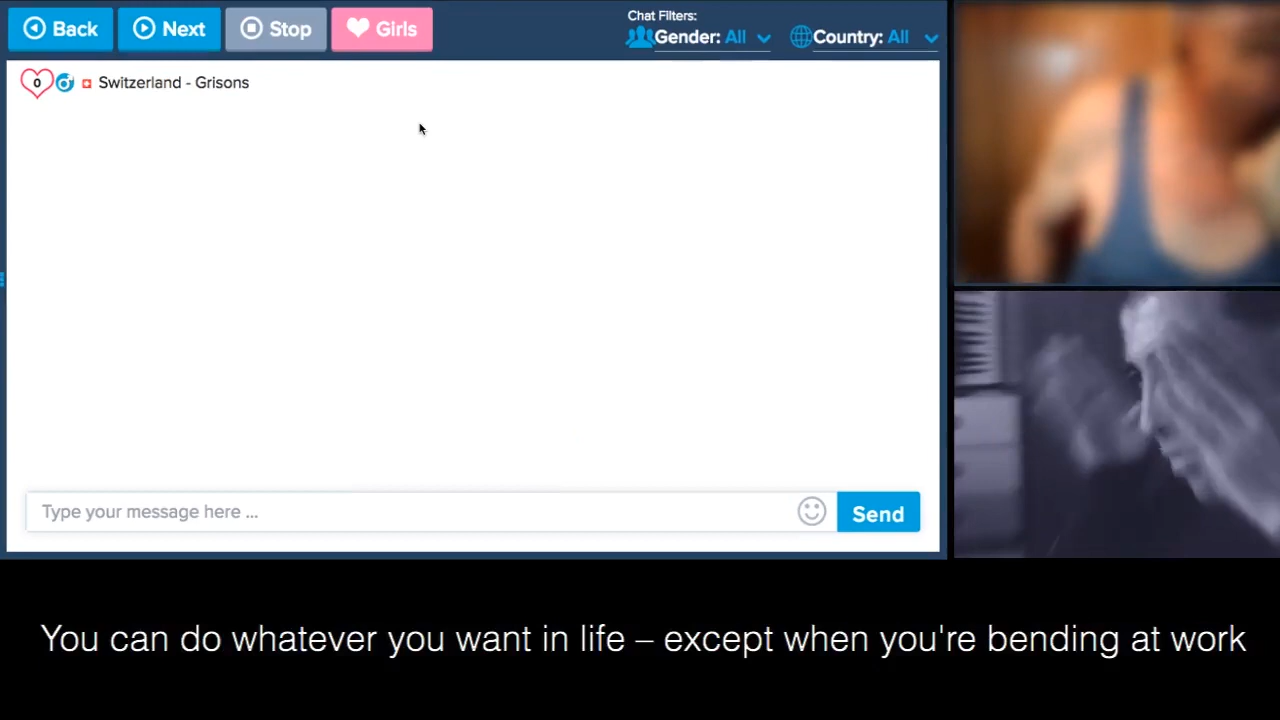 Back Next Stop Girls
Chat Filters:
Gender: All Country: All
0 Switzerland - Grisons
Type your message here ... Send
You can do whatever you want in life – except when you're bending at work